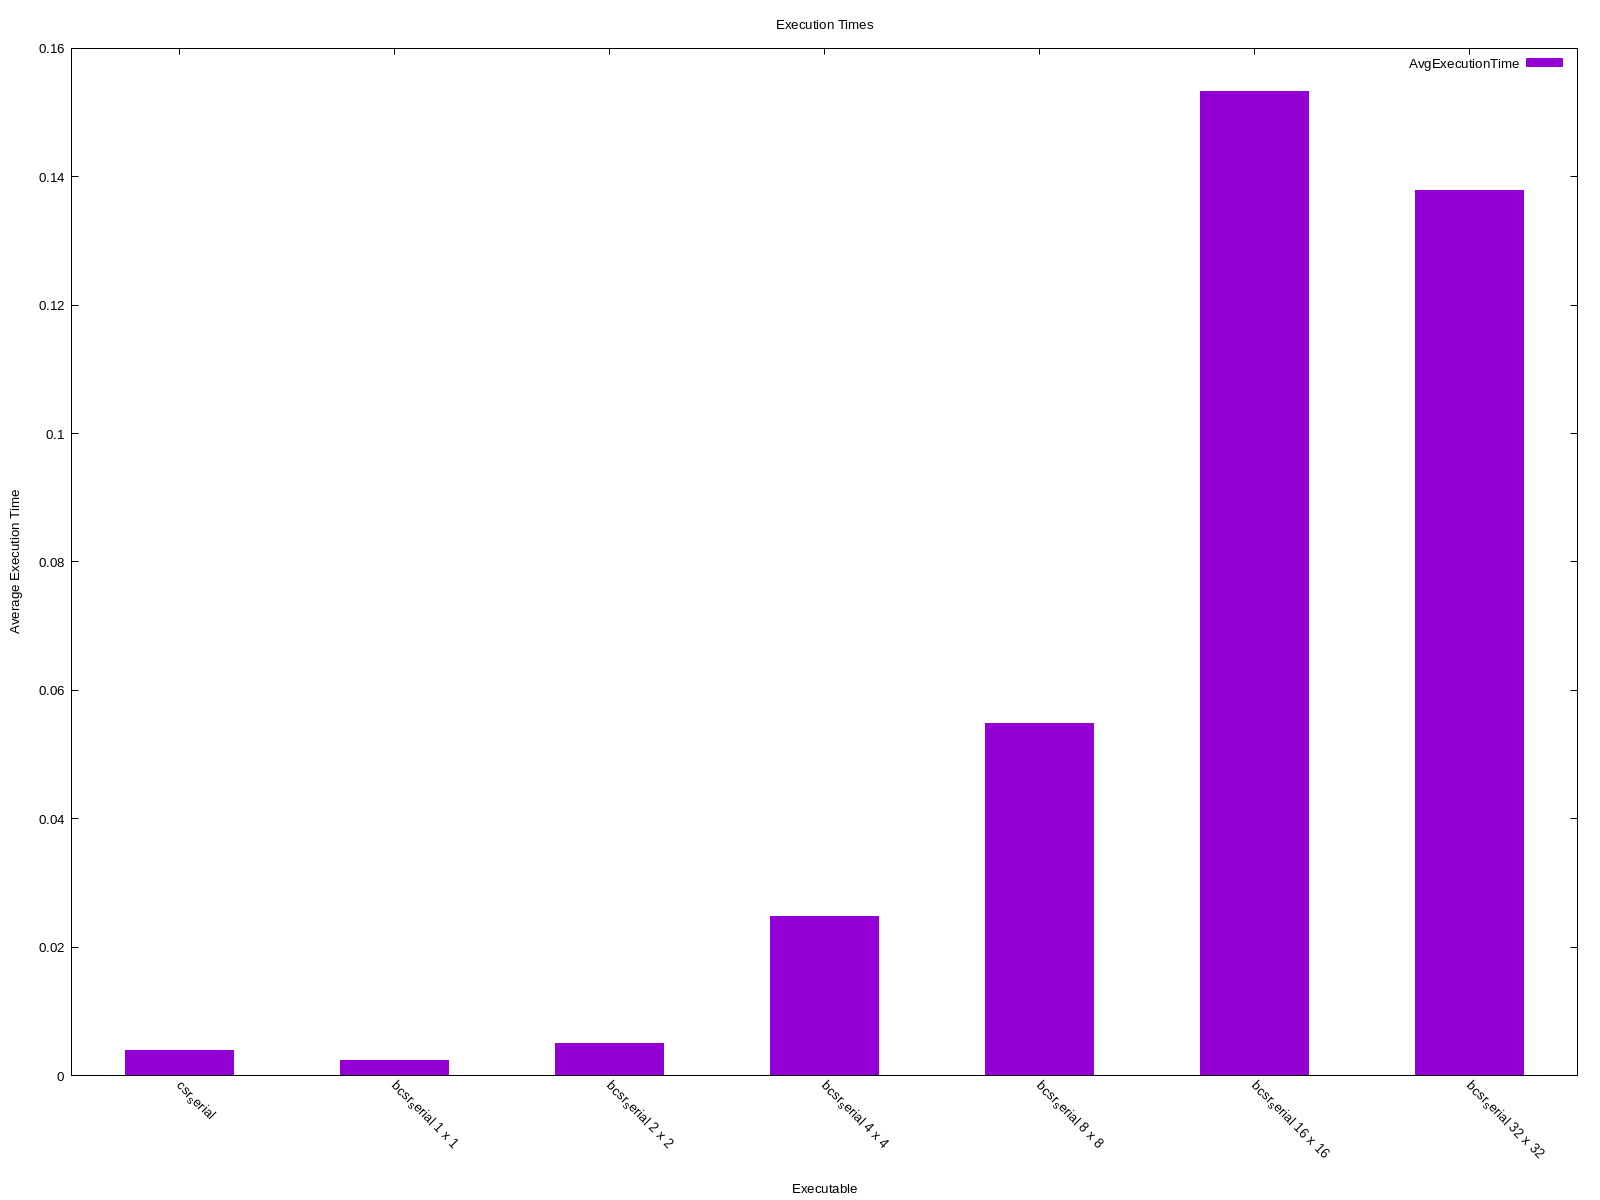 Execution Times
AvgExecutionTime
0.16
0.14
0.12
0.1
0.08
0.06
0.04
0.02
0
Average Execution Time
csrserial
bcsrserial 1 x 1
bcsrserial 2 x 2
bcsrserial 4 x 4
bcsrserial 8 x 8
bcsrserial 16 x 16
bcsrserial 32 x 32
Executable